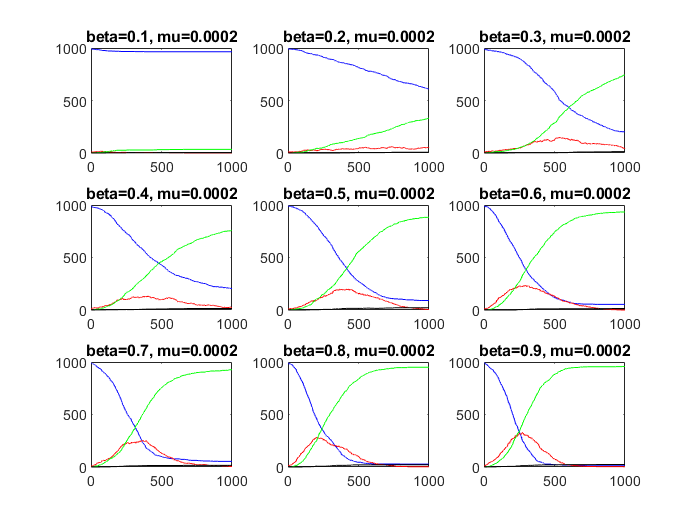 beta=0.1, mu=0.0002 beta=0.2, mu=0.0002 beta=0.3, mu=0.0002
1000 1000 1000
500 500 500
0 0 0
0 500 1000 0 500 1000 0 500 1000
beta=0.4, mu=0.0002 beta=0.5, mu=0.0002 beta=0.6, mu=0.0002
1000 1000 1000
500 500 500
0 0 0
0 500 1000 0 500 1000 0 500 1000
beta=0.7, mu=0.0002 beta=0.8, mu=0.0002 beta=0.9, mu=0.0002
1000 1000 1000
500 500 500
0 0 0
0 500 1000 0 500 1000 0 500 1000